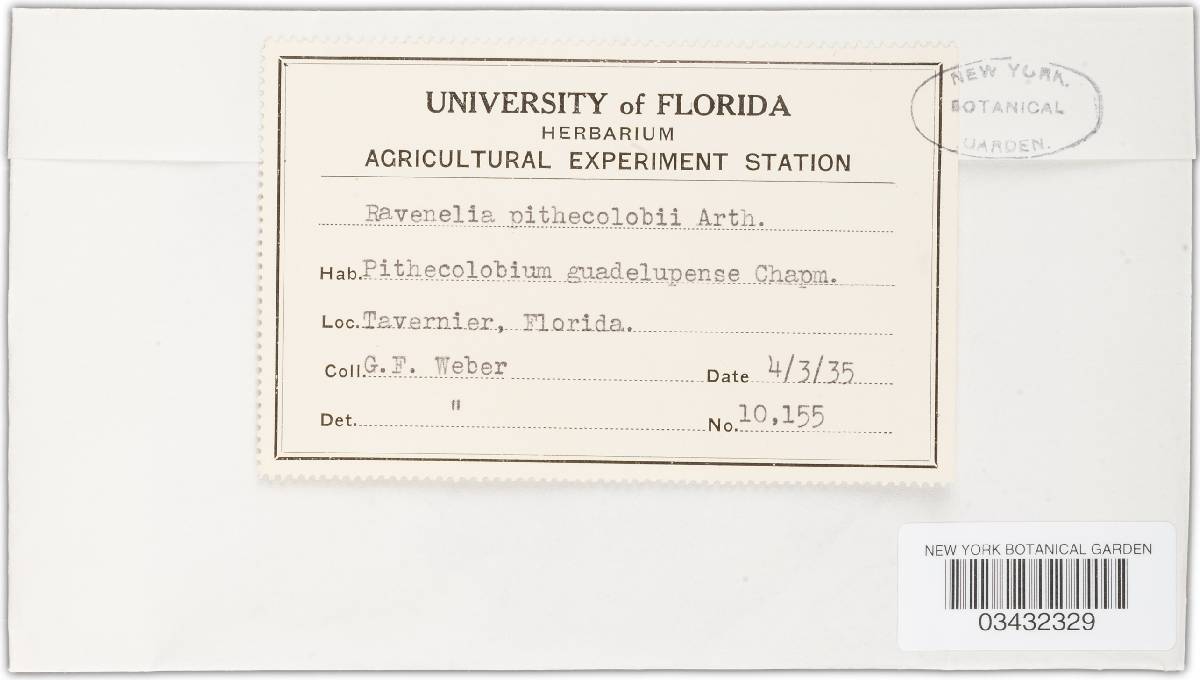 UNIVERSITY of FLORIDA
HERBARIUM
AGRICULTURAL EXPERIMENT STATION
Ravenelia pithecolobii Arth.
Hab. Pithecolobium guadelupense Chapm.
Loc. Tavernier, Florida.
Coll. G.F. Weber Date 4/3/35
Det. " No. 10,155
NEW YORK
BOTANICAL
GARDEN.
NEW YORK BOTANICAL GARDEN
03432329